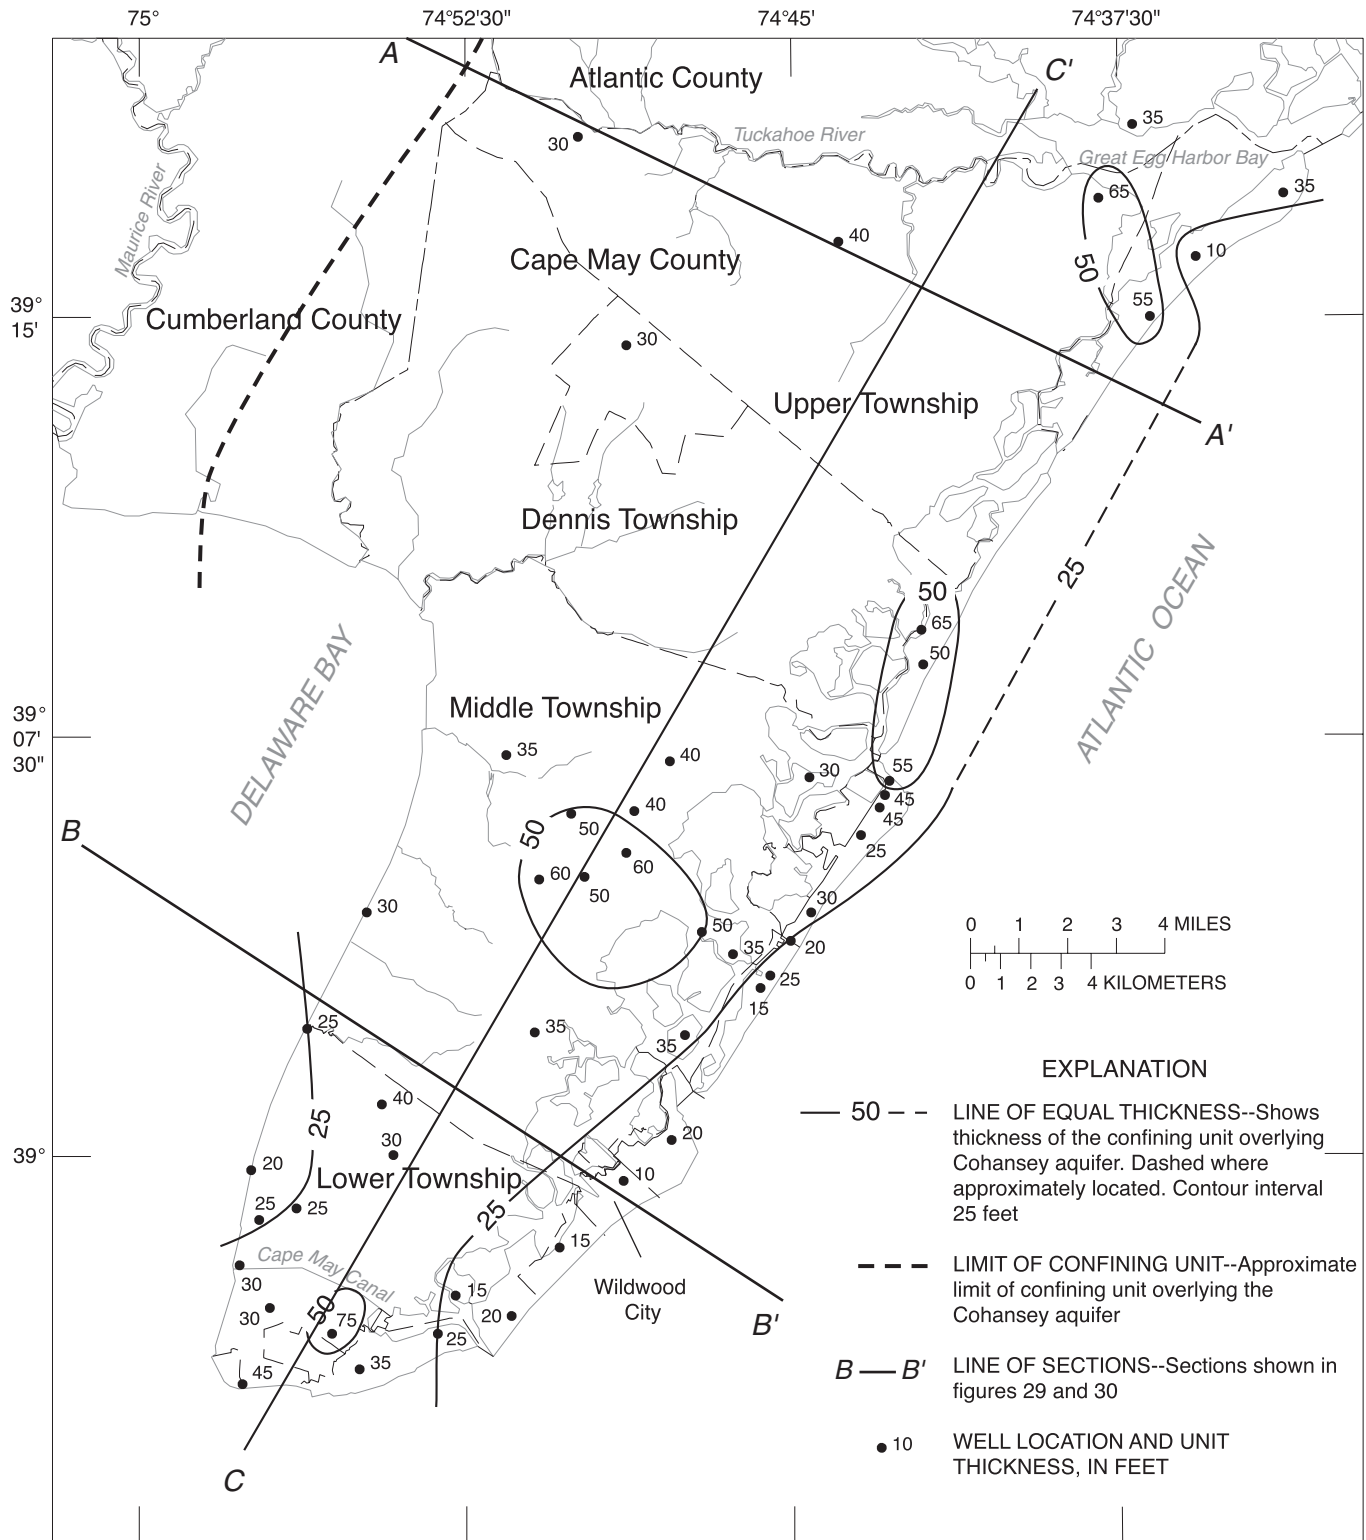 75°
74°52'30"
74°45'
74°37'30"
A
Atlantic County
C'
35
30
Tuckahoe River
Great Egg Harbor Bay
Maurice River
65
35
40
10
Cape May County
50
39°
15'
55
Cumberland County
30
Upper Township
A'
Dennis Township
25
ATLANTIC OCEAN
50
65
50
DELAWARE BAY
Middle Township
39°
07'
30"
35
40
30
55
45
40
45
B
50
50
25
60
60
50
30
30
50
0 1 2 3 4 MILES
35
20
25
0 1 2 3 4 KILOMETERS
15
25
35
35
EXPLANATION
40
25
50
LINE OF EQUAL THICKNESS--Shows
thickness of the confining unit overlying
Cohansey aquifer. Dashed where
approximately located. Contour interval
25 feet
20
30
39°
20
Lower Township
10
25
25
25
15
Cape May Canal
LIMIT OF CONFINING UNIT--Approximate
limit of confining unit overlying the
Cohansey aquifer
30
Wildwood
City
15
30
50
75
20
B'
25
35
45
B
B'
LINE OF SECTIONS--Sections shown in
figures 29 and 30
10
WELL LOCATION AND UNIT
THICKNESS, IN FEET
C